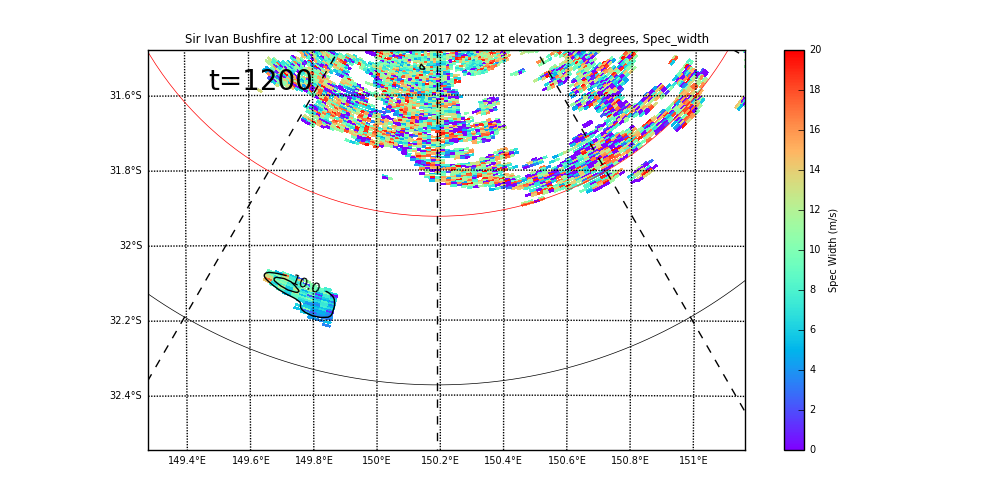 Sir Ivan Bushfire at 12:00 Local Time on 2017 02 12 at elevation 1.3 degrees, Spec_width
t=1200
31.6°S
31.8°S
32°S
32.2°S
32.4°S
10.0
149.4°E 149.6°E 149.8°E 150°E 150.2°E 150.4°E 150.6°E 150.8°E 151°E
20
18
16
14
12
10
8
6
4
2
0
Spec Width (m/s)